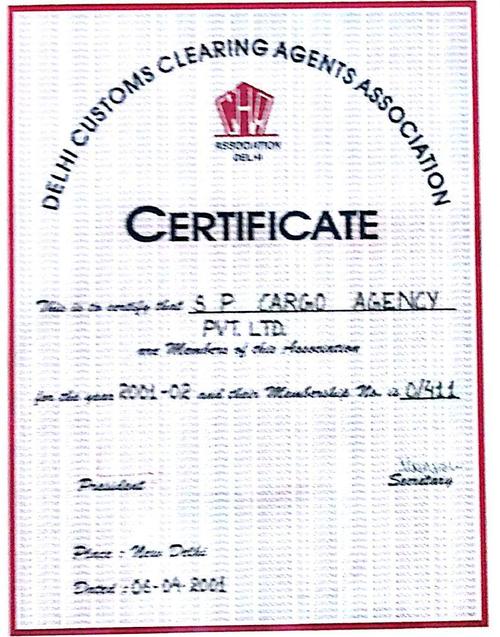 DELHI CUSTOMS CLEARING AGENTS ASSOCIATION
CHA
ASSOCIATION
DELHI
CERTIFICATE
This is to certify that S P CARGO AGENCY
PVT. LTD.
are Members of this Association
for the year 2001-02 and their Membership No. is 0/411
President
Secretary
Place : New Delhi
Dated : 06-04-2001